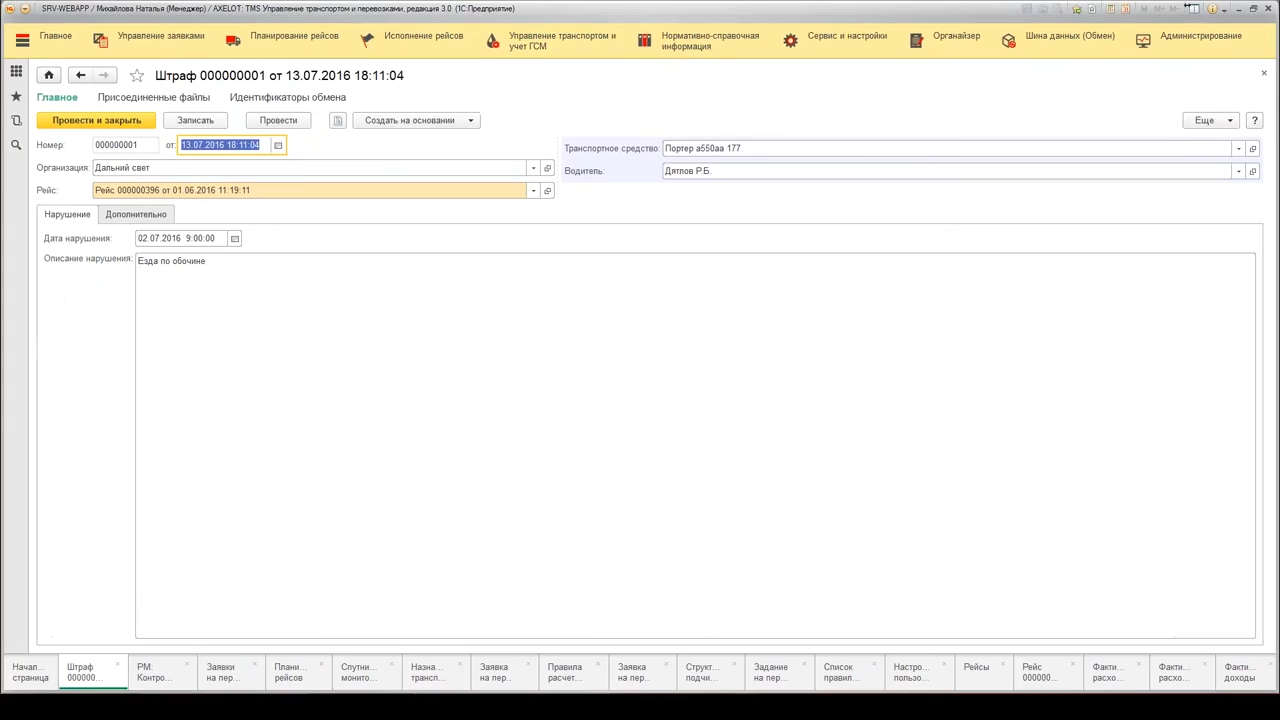 SRV-WEBAPP / Михайлова Наталья (Менеджер) / AXELOT: TMS Управление транспортом и перевозками, редакция 3.0 (1С:Предприятие)
M M+ M-
Главное
Управление заявками
Планирование рейсов
Исполнение рейсов
Управление транспортом и
учет ГСМ
Нормативно-справочная
информация
Сервис и настройки
Органайзер
Шина данных (Обмен)
Администрирование
Штраф 000000001 от 13.07.2016 18:11:04
Главное Присоединенные файлы Идентификаторы обмена
Провести и закрыть Записать Провести Создать на основании Еще ?
Номер: 000000001 от: 13.07.2016 18:11:04
Транспортное средство: Портер а550аа 177
Организация: Дальний свет
Водитель: Дятлов Р.Б.
Рейс: Рейс 000000396 от 01.06.2016 11:19:11
Нарушение Дополнительно
Дата нарушения: 02.07.2016 9:00:00
Описание нарушения: Езда по обочине
Начал...
страница
Штраф
00000...
РМ:
Контро...
Заявки
на пер...
Плани...
рейсов
Спутни...
монито...
Назна...
трансп...
Заявка
на пер..
Правила
расчет...
Заявка
на пер..
Структ...
подчи...
Задание
на пер...
Список
правил...
Настро...
пользо...
Рейсы
Рейс
000000...
Факти...
расхо...
Факти...
расхо...
Факти...
доходы